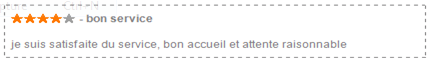 - bon service
je suis satisfaite du service, bon accueil et attente raisonnable